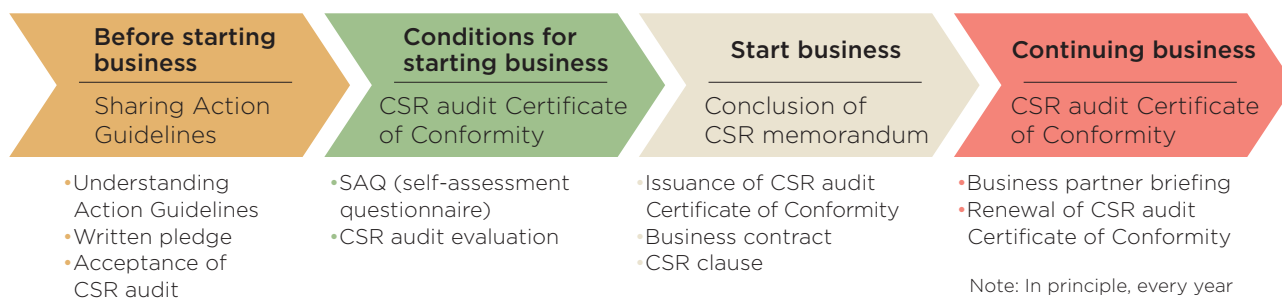 Before starting
business
Sharing Action
Guidelines
•Understanding
Action Guidelines
•Written pledge
•Acceptance of
CSR audit
Conditions for
starting business
CSR audit Certificate
of Conformity
•SAQ (self-assessment
questionnaire)
•CSR audit evaluation
Start business
Conclusion of
CSR memorandum
•Issuance of CSR audit
Certificate of Conformity
•Business contract
•CSR clause
Continuing business
CSR audit Certificate
of Conformity
•Business partner briefing
•Renewal of CSR audit
Certificate of Conformity
Note: In principle, every year